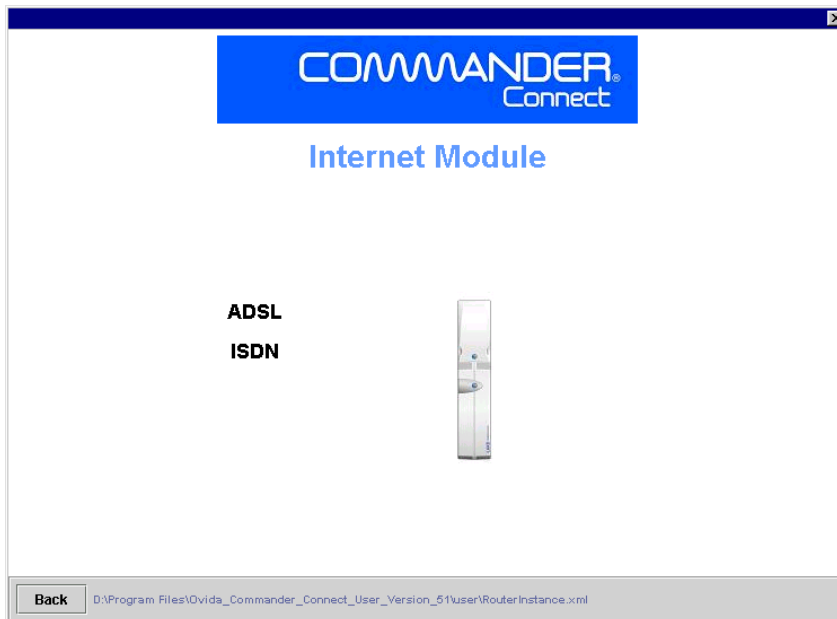 COMMANDER®
Connect
Internet Module
ADSL
ISDN
Back D:\Program Files\Ovida_Commander_Connect_User_Version_51\user\RouterInstance.xml